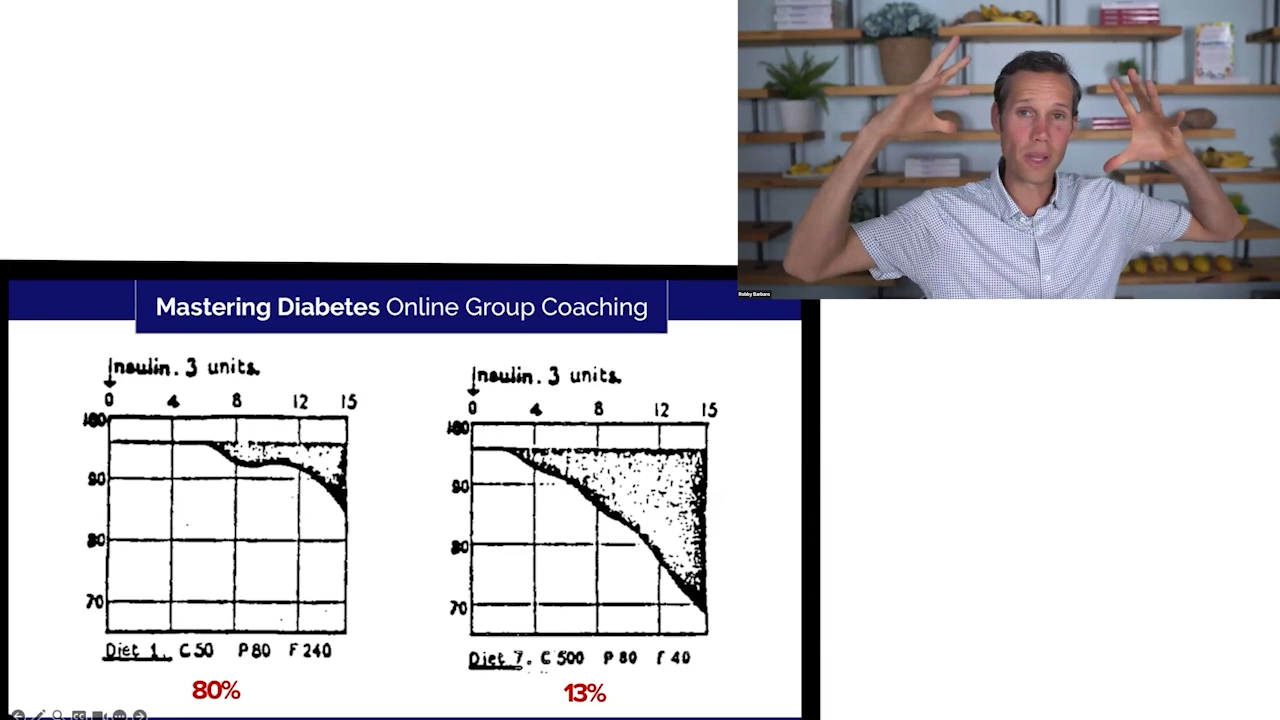 Robby Barbaro
Mastering Diabetes Online Group Coaching
Insulin. 3 units
0 4 8 12 15
100
90
80
70
Diet 1. C 50 P 80 F 240
80%
Insulin. 3 units
0 4 8 12 15
100
90
80
70
Diet 7. C 500 P 80 F 40
13%